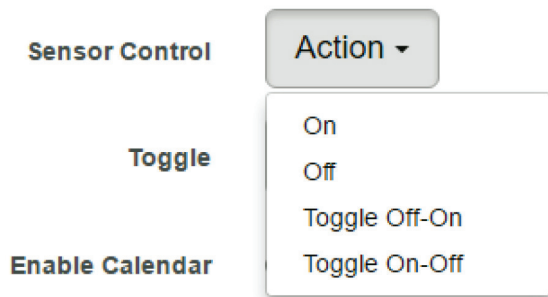 Sensor Control Action
On
Toggle Off
Toggle Off-On
Enable Calendar Toggle On-Off